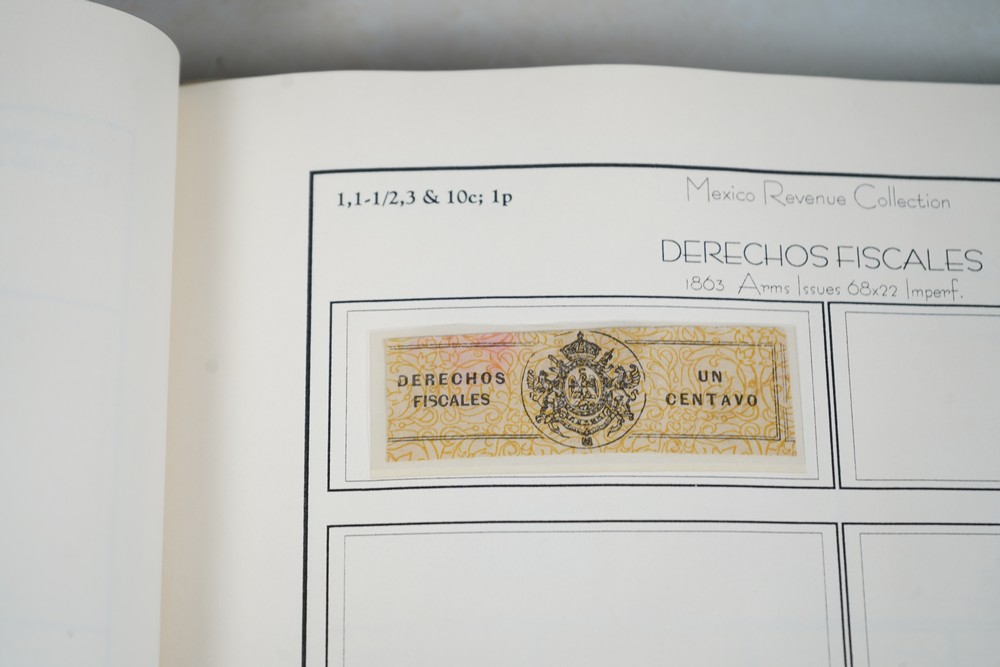 1,1-1/2,3 & 10c; 1p
Mexico Revenue Collection
DERECHOS FISCALES
1863 Arms Issues 68x22 Imperf.
DERECHOS
FISCALES
UN
CENTAVO